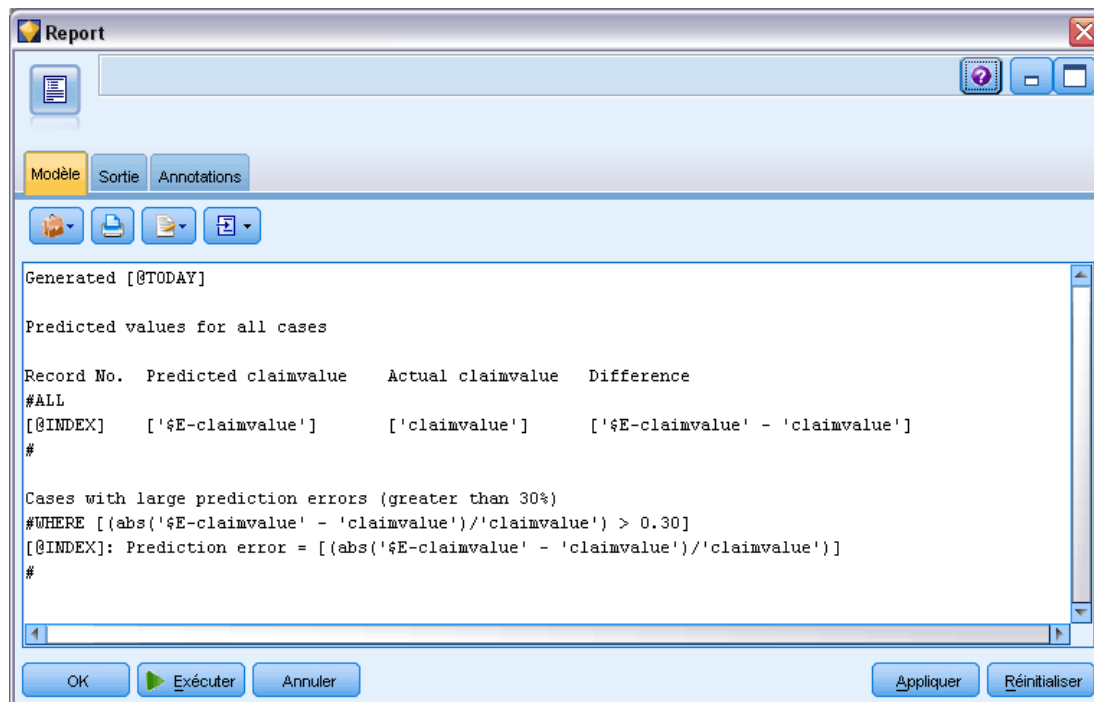 Report
Modèle Sortie Annotations
Generated [@TODAY]
Predicted values for all cases
Record No. Predicted claimvalue Actual claimvalue Difference
#ALL
[@INDEX] ['$E-claimvalue'] ['claimvalue'] ['$E-claimvalue' - 'claimvalue']
#
Cases with large prediction errors (greater than 30%)
#WHERE [(abs('$E-claimvalue' - 'claimvalue')/'claimvalue') > 0.30]
[@INDEX]: Prediction error = [(abs('$E-claimvalue' - 'claimvalue')/'claimvalue')]
#
OK Exécuter Annuler Appliquer Réinitialiser